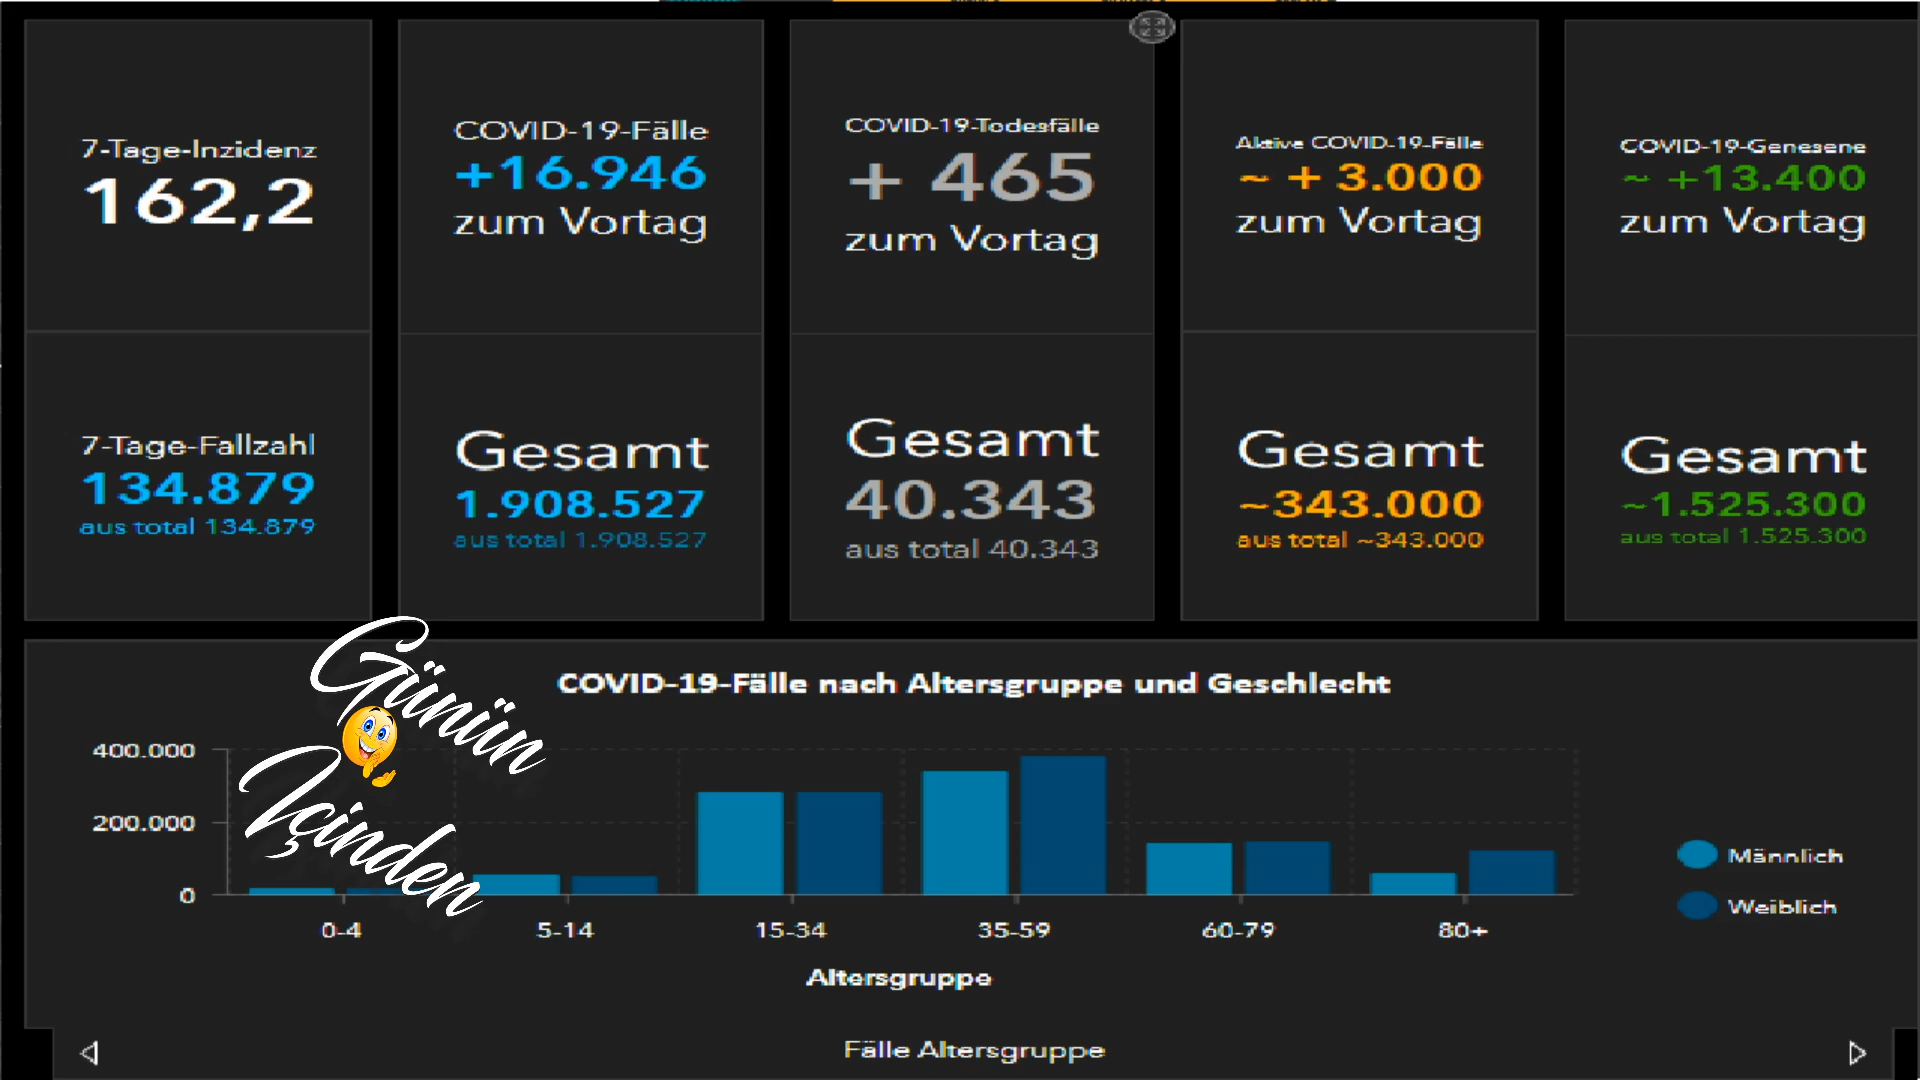 7-Tage-Inzidenz
162,2
COVID-19-Fälle
+16.946
zum Vortag
COVID-19-Todesfälle
+ 465
zum Vortag
Aktive COVID-19-Fälle
~ + 3.000
zum Vortag
COVID-19-Genesene
~ +13.400
zum Vortag
7-Tage-Fallzahl
134.879
aus total 134.879
Gesamt
1.908.527
aus total 1.908.527
Gesamt
40.343
aus total 40.343
Gesamt
~343.000
aus total ~343.000
Gesamt
~1.525.300
aus total 1.525.300
Günün
İçinden
COVID-19-Fälle nach Altersgruppe und Geschlecht
400.000
200.000
0
0-4 5-14 15-34 35-59 60-79 80+
Altersgruppe
Männlich
Weiblich
Fälle Altersgruppe